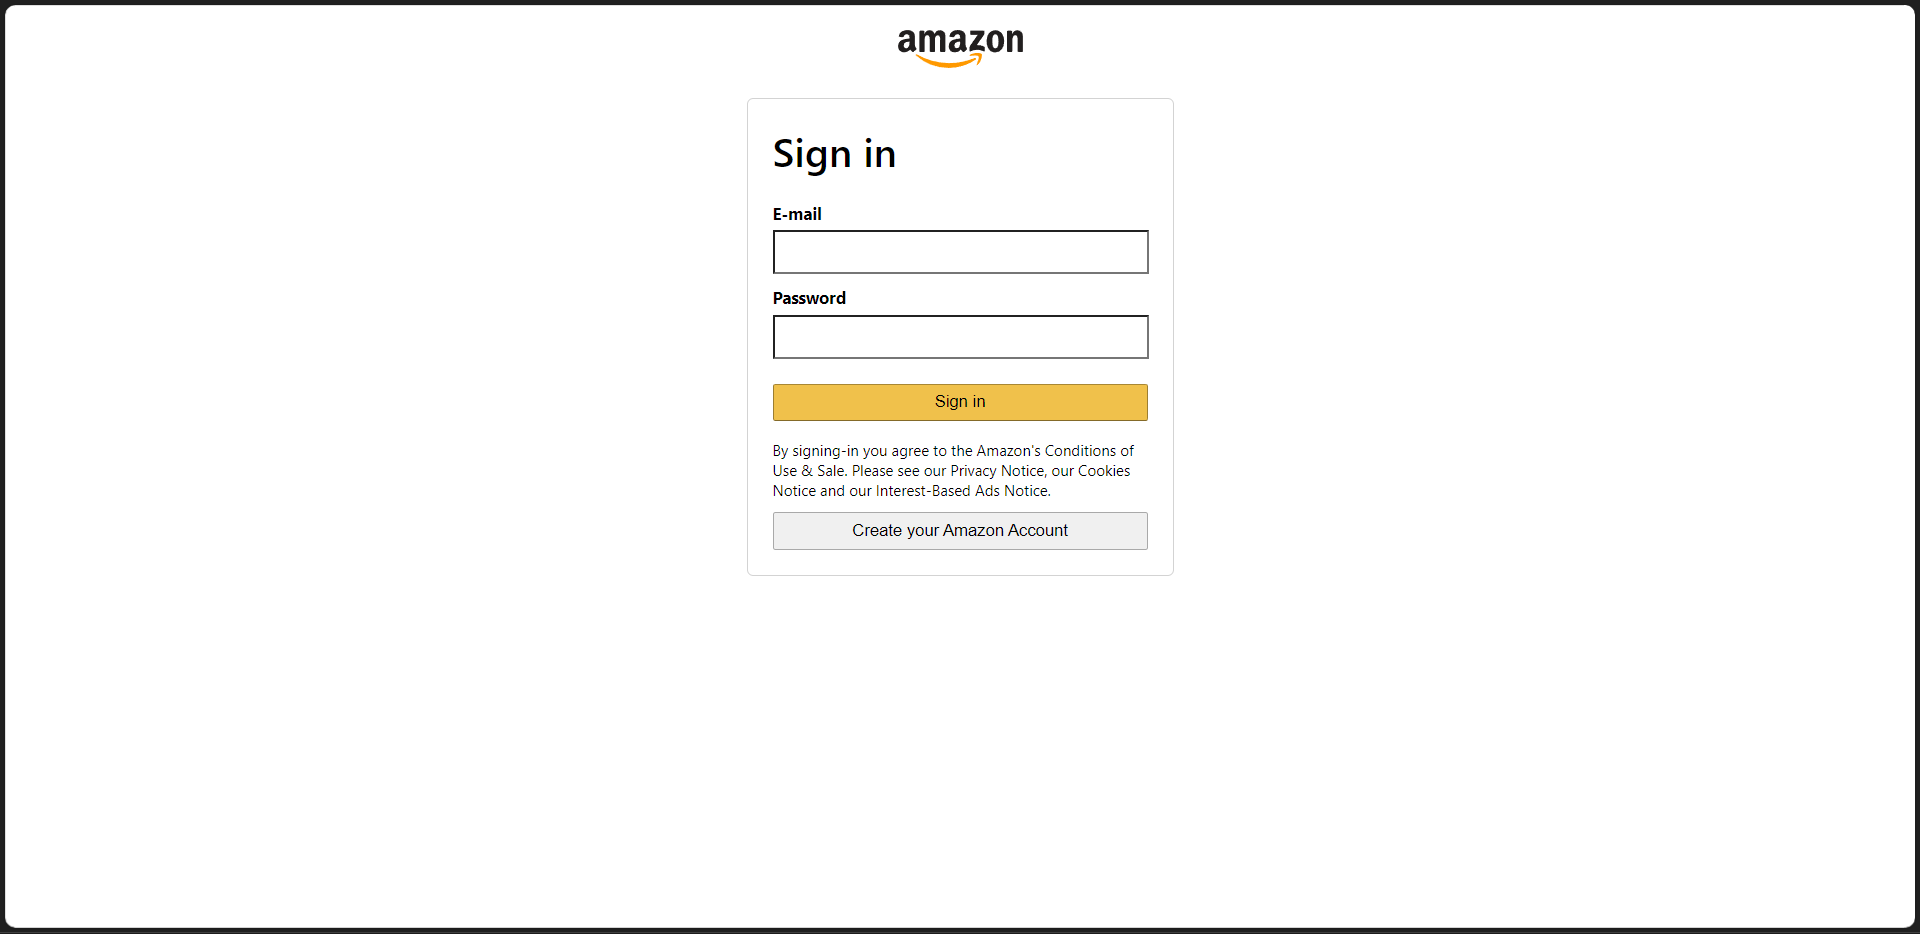 amazon
Sign in
E-mail
Password
Sign in
By signing-in you agree to the Amazon's Conditions of
Use & Sale. Please see our Privacy Notice, our Cookies
Notice and our Interest-Based Ads Notice.
Create your Amazon Account